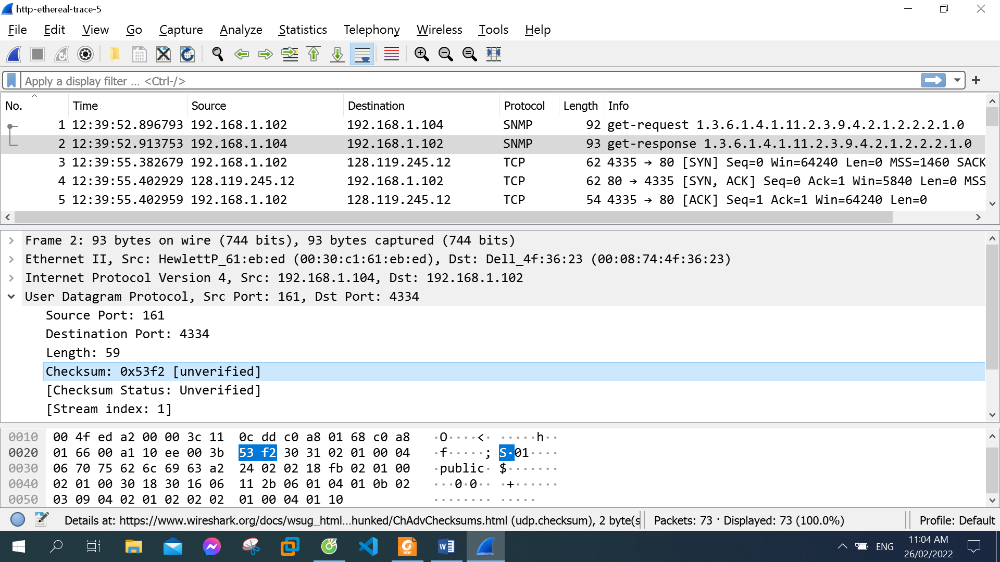 http-ethereal-trace-5
File Edit View Go Capture Analyze Statistics Telephony Wireless Tools Help
Apply a display filter … <Ctrl-/>
No. Time Source Destination Protocol Length Info
1 12:39:52.896793 192.168.1.102 192.168.1.104 SNMP 92 get-request 1.3.6.1.4.1.11.2.3.9.4.2.1.2.2.2.1.0
2 12:39:52.913753 192.168.1.104 192.168.1.102 SNMP 93 get-response 1.3.6.1.4.1.11.2.3.9.4.2.1.2.2.2.1.0
3 12:39:55.382679 192.168.1.102 128.119.245.12 TCP 62 4335 → 80 [SYN] Seq=0 Win=64240 Len=0 MSS=1460 SACK
4 12:39:55.402929 128.119.245.12 192.168.1.102 TCP 62 80 → 4335 [SYN, ACK] Seq=0 Ack=1 Win=5840 Len=0 MSS
5 12:39:55.402959 192.168.1.102 128.119.245.12 TCP 54 4335 → 80 [ACK] Seq=1 Ack=1 Win=64240 Len=0
Frame 2: 93 bytes on wire (744 bits), 93 bytes captured (744 bits)
Ethernet II, Src: HewlettP_61:eb:ed (00:30:c1:61:eb:ed), Dst: Dell_4f:36:23 (00:08:74:4f:36:23)
Internet Protocol Version 4, Src: 192.168.1.104, Dst: 192.168.1.102
User Datagram Protocol, Src Port: 161, Dst Port: 4334
Source Port: 161
Destination Port: 4334
Length: 59
Checksum: 0x53f2 [unverified]
[Checksum Status: Unverified]
[Stream index: 1]
0010 00 4f ed a2 00 00 3c 11 0c dd c0 a8 01 68 c0 a8 ·O····<· ·····h··
0020 01 66 00 a1 10 ee 00 3b 53 f2 30 31 02 01 00 04 ·f·····; S·01····
0030 06 70 75 62 6c 69 63 a2 24 02 02 18 fb 02 01 00 ·public· $·······
0040 02 01 00 30 18 30 16 06 11 2b 06 01 04 01 0b 02 ···0·0·· ·+······
0050 03 09 04 02 01 02 02 02 01 00 04 01 10 ········ ·····
Details at: https://www.wireshark.org/docs/wsug_html…hunked/ChAdvChecksums.html (udp.checksum), 2 byte(s Packets: 73 · Displayed: 73 (100.0%) Profile: Default
PDF
ENG
11:04 AM
26/02/2022